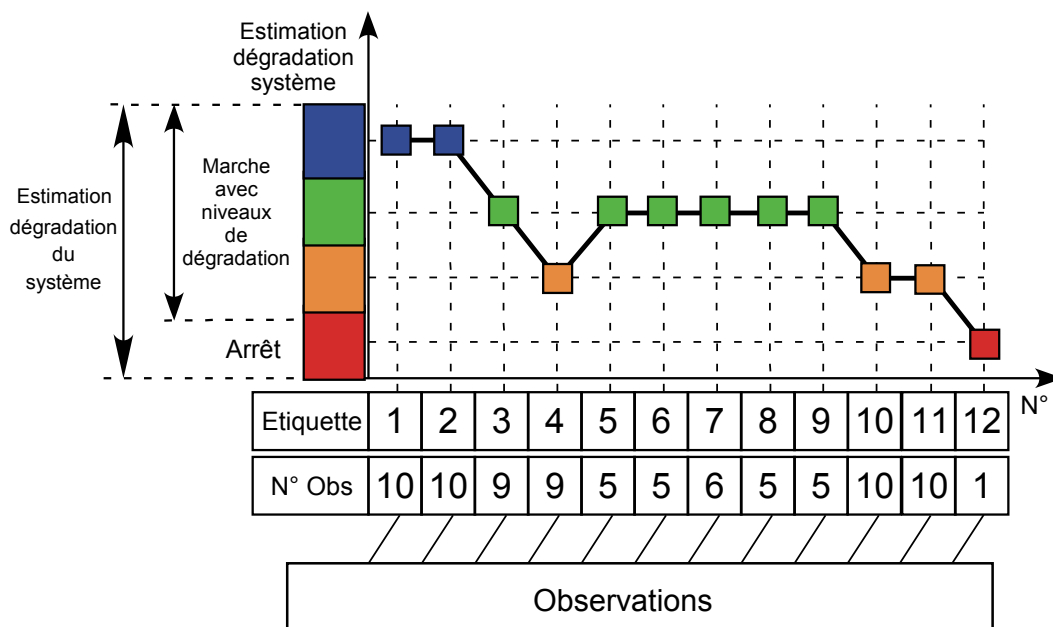 Estimation
dégradation
système
Estimation
dégradation
du
système
Marche
avec
niveaux
de
dégradation
Arrêt
N°
Etiquette 1 2 3 4 5 6 7 8 9 10 11 12
N° Obs 10 10 9 9 5 5 6 5 5 10 10 1
Observations